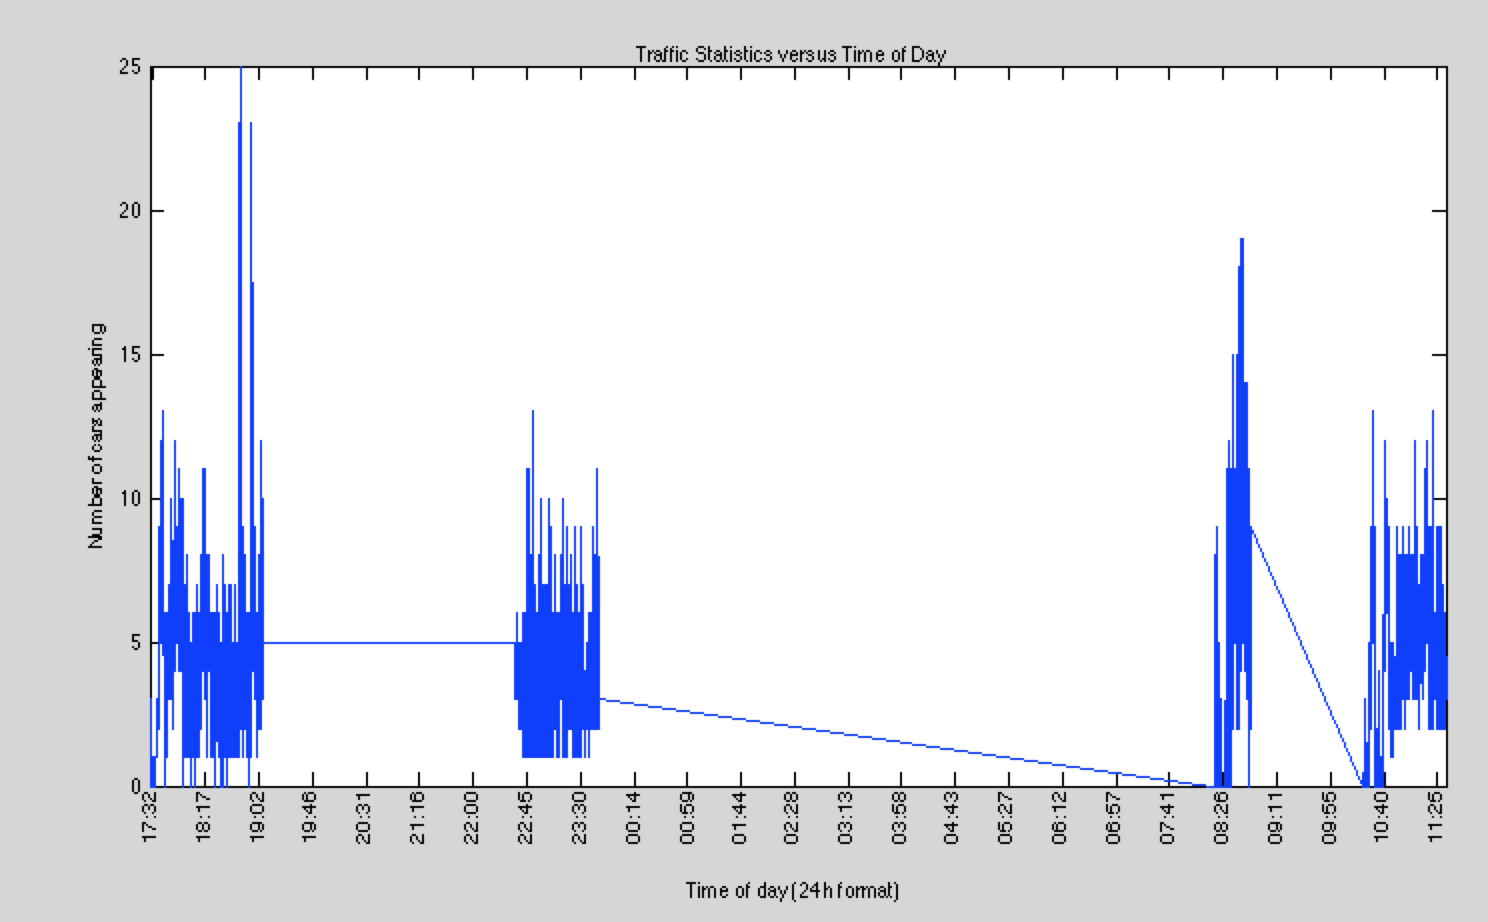 Traffic Statistics versus Time of Day
25
20
15
10
5
0
Number of cars appearing
17:32 18:17 19:02 19:46 20:31 21:16 22:00 22:45 23:30 00:14 00:59 01:44 02:28 03:13 03:58 04:43 05:27 06:12 06:57 07:41 08:26 09:11 09:55 10:40 11:25
Time of day (24h format)